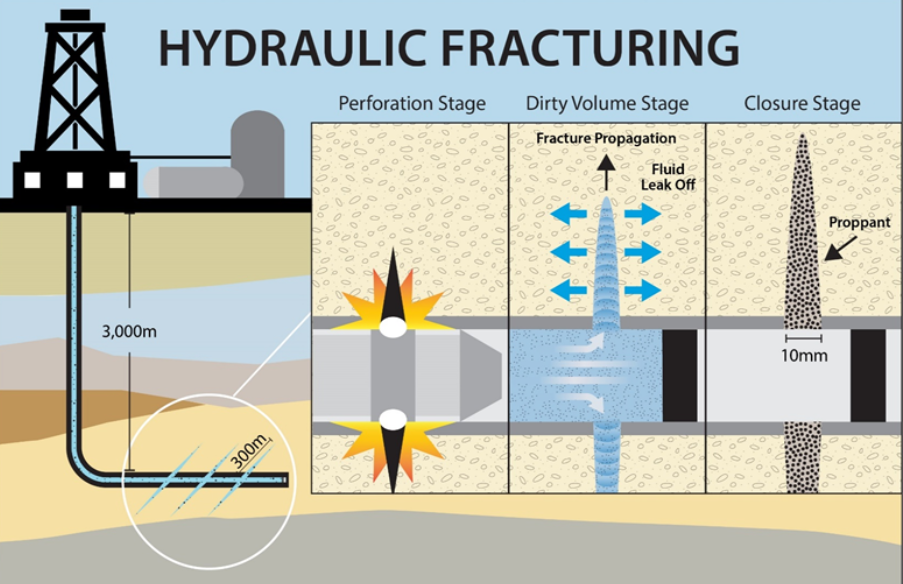 HYDRAULIC FRACTURING
Perforation Stage
Dirty Volume Stage
Closure Stage
Fracture Propagation
Fluid
Leak Off
Proppant
3,000m
10mm
300m